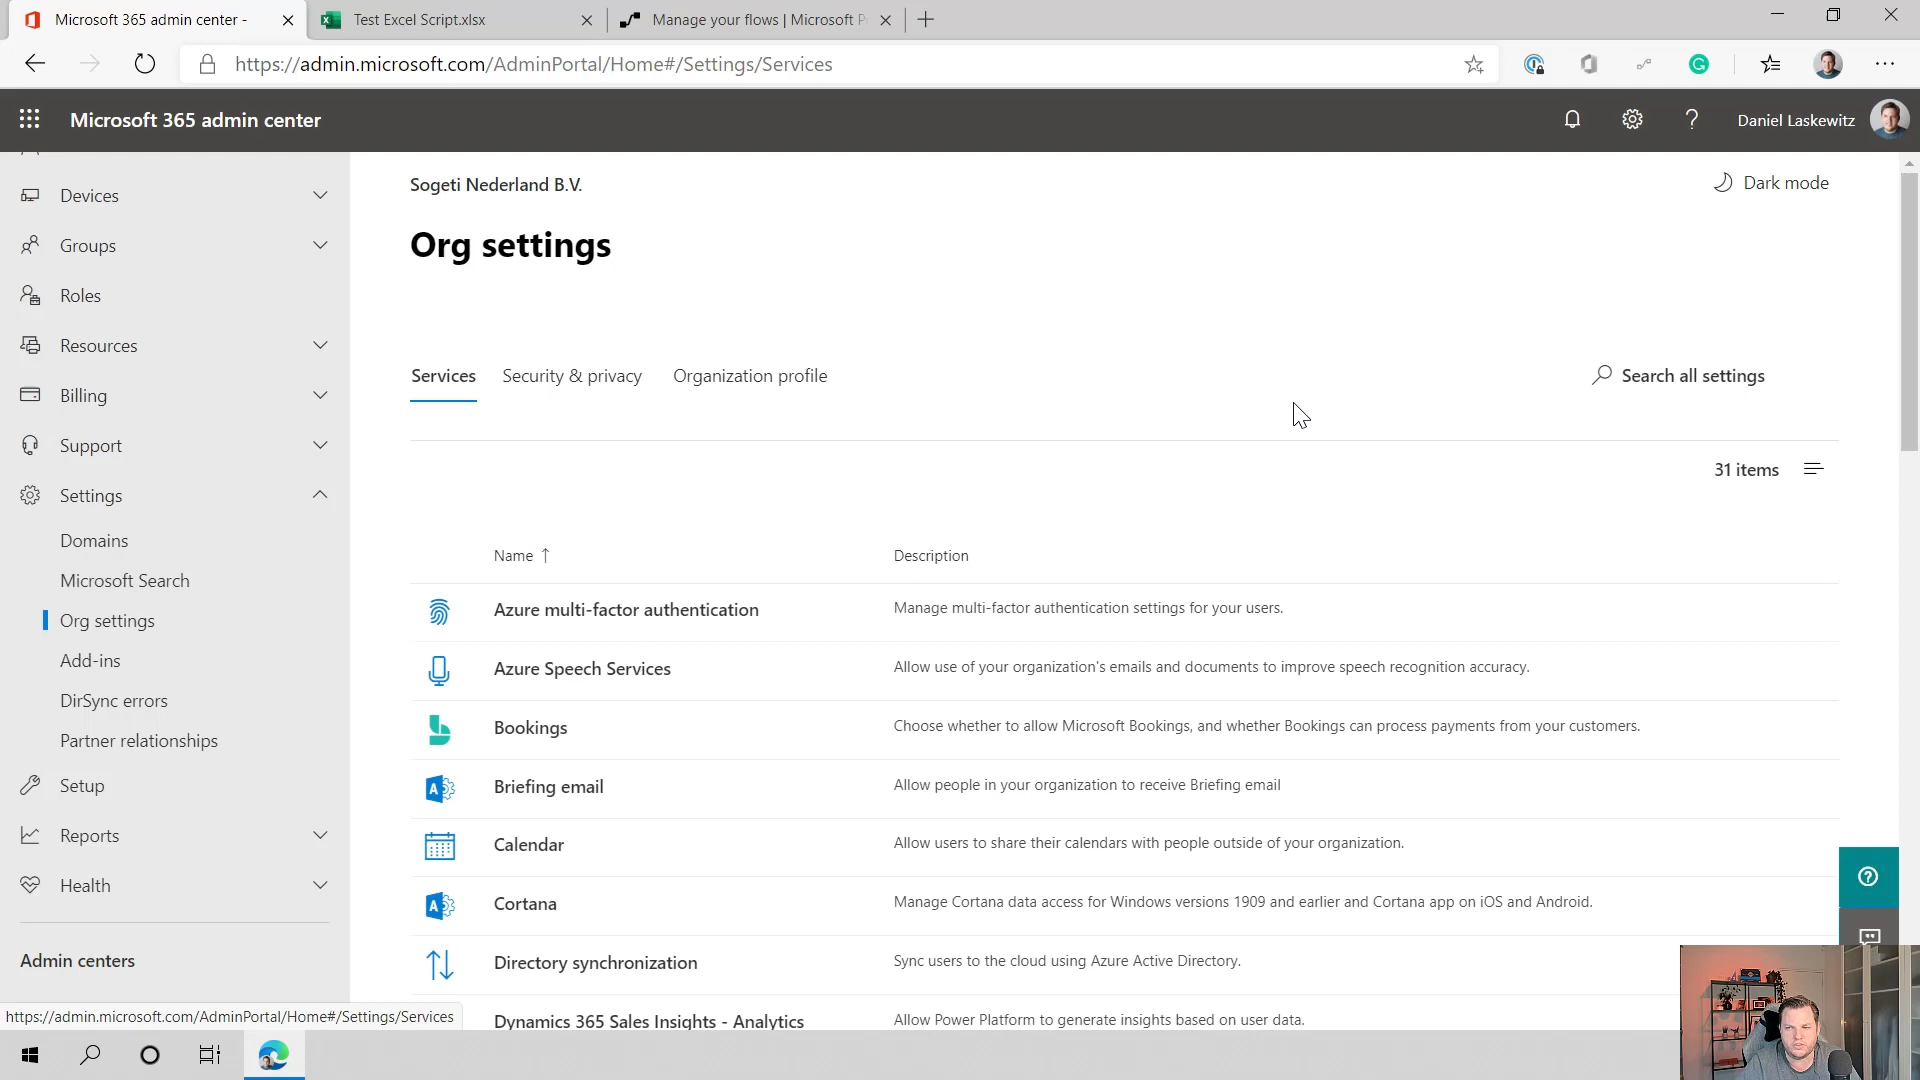 Microsoft 365 admin center -
Test Excel Script.xlsx
Manage your flows | Microsoft P
https://admin.microsoft.com/AdminPortal/Home#/Settings/Services
Microsoft 365 admin center
Daniel Laskewitz
Devices
Groups
Roles
Resources
Billing
Support
Settings
Domains
Microsoft Search
Org settings
Add-ins
DirSync errors
Partner relationships
Setup
Reports
Health
Admin centers
https://admin.microsoft.com/AdminPortal/Home#/Settings/Services
Sogeti Nederland B.V.
Dark mode
Org settings
Services
Security & privacy
Organization profile
Search all settings
31 items
Name ↑
Description
Azure multi-factor authentication
Manage multi-factor authentication settings for your users.
Azure Speech Services
Allow use of your organization's emails and documents to improve speech recognition accuracy.
Bookings
Choose whether to allow Microsoft Bookings, and whether Bookings can process payments from your customers.
Briefing email
Allow people in your organization to receive Briefing email
Calendar
Allow users to share their calendars with people outside of your organization.
Cortana
Manage Cortana data access for Windows versions 1909 and earlier and Cortana app on iOS and Android.
Directory synchronization
Sync users to the cloud using Azure Active Directory.
Dynamics 365 Sales Insights - Analytics
Allow Power Platform to generate insights based on user data.